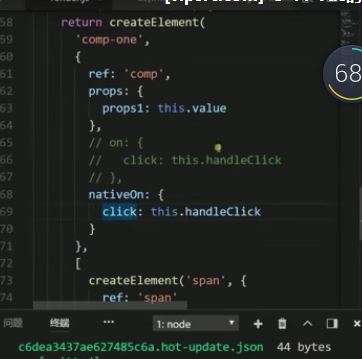 58 return createElement(
59 'comp-one',
60 {
61 ref: 'comp',
62 props: {
63 props1: this.value
64 },
65 // on: {
66 // click: this.handleClick
67 // },
68 nativeOn: {
69 click: this.handleClick
70 }
71 },
72 [
73 createElement('span', {
74 ref: 'span'
68
问题 终端 ••• 1: node
c6dea3437ae627485c6a.hot-update.json 44 bytes